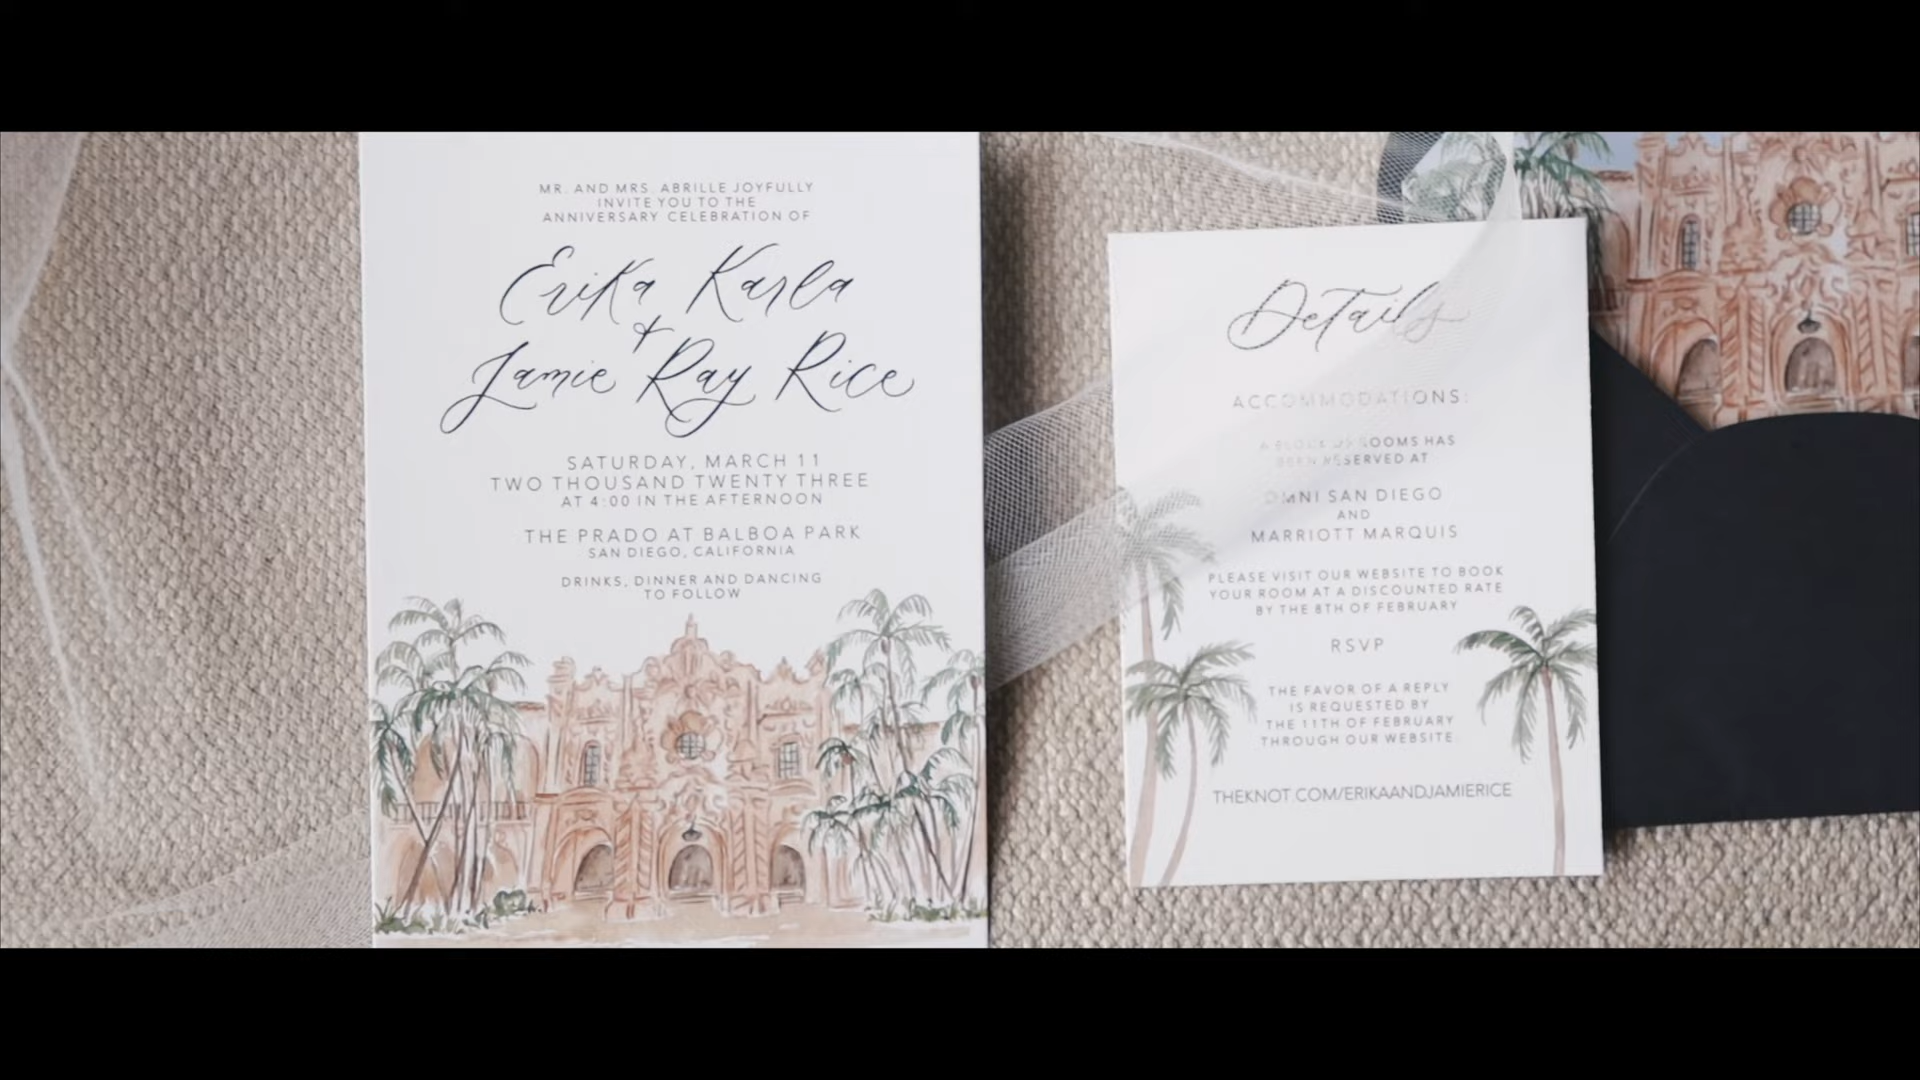 MR. AND MRS. ABRILLE JOYFULLY
INVITE YOU TO THE
ANNIVERSARY CELEBRATION OF
Erika Karla
+
Jamie Ray Rice
SATURDAY, MARCH 11
TWO THOUSAND TWENTY THREE
AT 4:00 IN THE AFTERNOON
THE PRADO AT BALBOA PARK
SAN DIEGO, CALIFORNIA
DRINKS, DINNER AND DANCING
TO FOLLOW
Details
ACCOMMODATIONS:
A BLOCK OF ROOMS HAS
BEEN RESERVED AT
OMNI SAN DIEGO
AND
MARRIOTT MARQUIS
PLEASE VISIT OUR WEBSITE TO BOOK
YOUR ROOM AT A DISCOUNTED RATE
BY THE 8TH OF FEBRUARY
RSVP
THE FAVOR OF A REPLY
IS REQUESTED BY
THE 11TH OF FEBRUARY
THROUGH OUR WEBSITE
THEKNOT.COM/ERIKAANDJAMIERICE